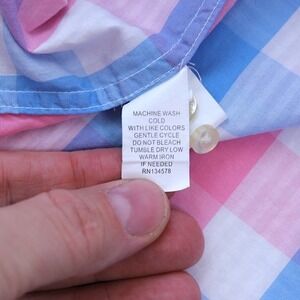 MACHINE WASH
COLD
WITH LIKE COLORS
GENTLE CYCLE
DO NOT BLEACH
TUMBLE DRY LOW
WARM IRON
IF NEEDED
RN134578